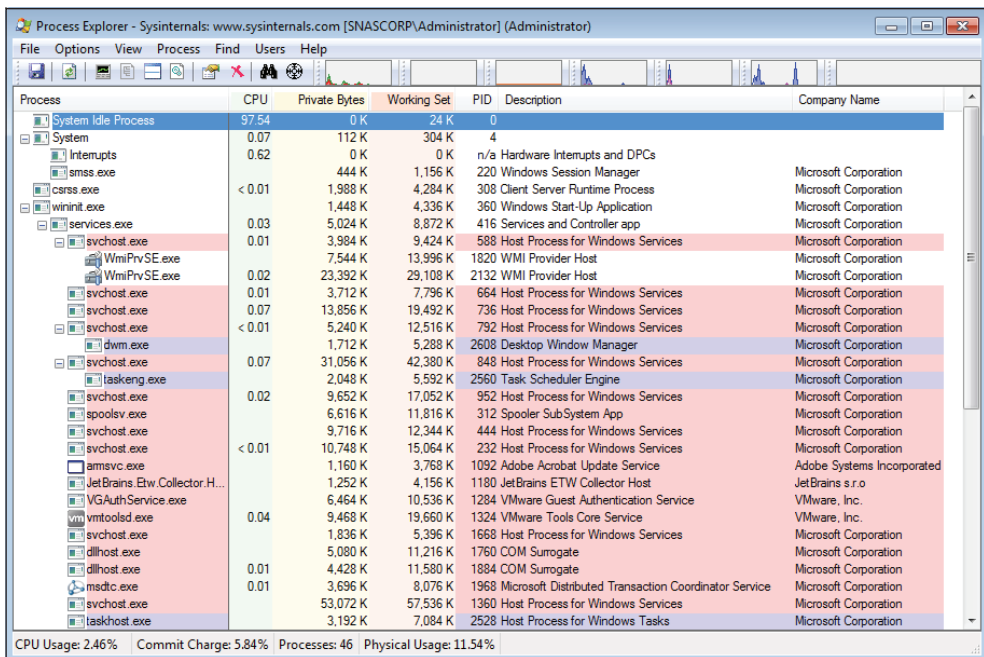 Process Explorer - Sysinternals: www.sysinternals.com [SNASCORP\Administrator] (Administrator)
File Options View Process Find Users Help
Process CPU Private Bytes Working Set PID Description Company Name
System Idle Process 97.54 0 K 24 K 0
System 0.07 112 K 304 K 4
Interrupts 0.62 0 K 0 K n/a Hardware Interrupts and DPCs
smss.exe 444 K 1,156 K 220 Windows Session Manager Microsoft Corporation
csrss.exe < 0.01 1,988 K 4,284 K 308 Client Server Runtime Process Microsoft Corporation
wininit.exe 1,448 K 4,336 K 360 Windows Start-Up Application Microsoft Corporation
services.exe 0.03 5,024 K 8,872 K 416 Services and Controller app Microsoft Corporation
svchost.exe 0.01 3,984 K 9,424 K 588 Host Process for Windows Services Microsoft Corporation
WmiPrvSE.exe 7,544 K 13,996 K 1820 WMI Provider Host Microsoft Corporation
WmiPrvSE.exe 0.02 23,392 K 29,108 K 2132 WMI Provider Host Microsoft Corporation
svchost.exe 0.01 3,712 K 7,796 K 664 Host Process for Windows Services Microsoft Corporation
svchost.exe 0.07 13,856 K 19,492 K 736 Host Process for Windows Services Microsoft Corporation
svchost.exe < 0.01 5,240 K 12,516 K 792 Host Process for Windows Services Microsoft Corporation
dwm.exe 1,712 K 5,288 K 2608 Desktop Window Manager Microsoft Corporation
svchost.exe 0.07 31,056 K 42,380 K 848 Host Process for Windows Services Microsoft Corporation
taskeng.exe 2,048 K 5,592 K 2560 Task Scheduler Engine Microsoft Corporation
svchost.exe 0.02 9,652 K 17,052 K 952 Host Process for Windows Services Microsoft Corporation
spoolsv.exe 6,616 K 11,816 K 312 Spooler SubSystem App Microsoft Corporation
svchost.exe 9,716 K 12,344 K 444 Host Process for Windows Services Microsoft Corporation
svchost.exe < 0.01 10,748 K 15,064 K 232 Host Process for Windows Services Microsoft Corporation
armsvc.exe 1,160 K 3,768 K 1092 Adobe Acrobat Update Service Adobe Systems Incorporated
JetBrains.Etw.Collector.H... 1,252 K 4,156 K 1180 JetBrains ETW Collector Host JetBrains s.r.o
VGAuthService.exe 6,464 K 10,536 K 1284 VMware Guest Authentication Service VMware, Inc.
vm vmtoolsd.exe 0.04 9,468 K 19,660 K 1324 VMware Tools Core Service VMware, Inc.
svchost.exe 1,836 K 5,396 K 1668 Host Process for Windows Services Microsoft Corporation
dllhost.exe 5,080 K 11,216 K 1760 COM Surrogate Microsoft Corporation
dllhost.exe 0.01 4,428 K 11,580 K 1884 COM Surrogate Microsoft Corporation
msdtc.exe 0.01 3,696 K 8,076 K 1968 Microsoft Distributed Transaction Coordinator Service Microsoft Corporation
svchost.exe 53,072 K 57,536 K 1360 Host Process for Windows Services Microsoft Corporation
taskhost.exe 3,192 K 7,084 K 2528 Host Process for Windows Tasks Microsoft Corporation
CPU Usage: 2.46% Commit Charge: 5.84% Processes: 46 Physical Usage: 11.54%